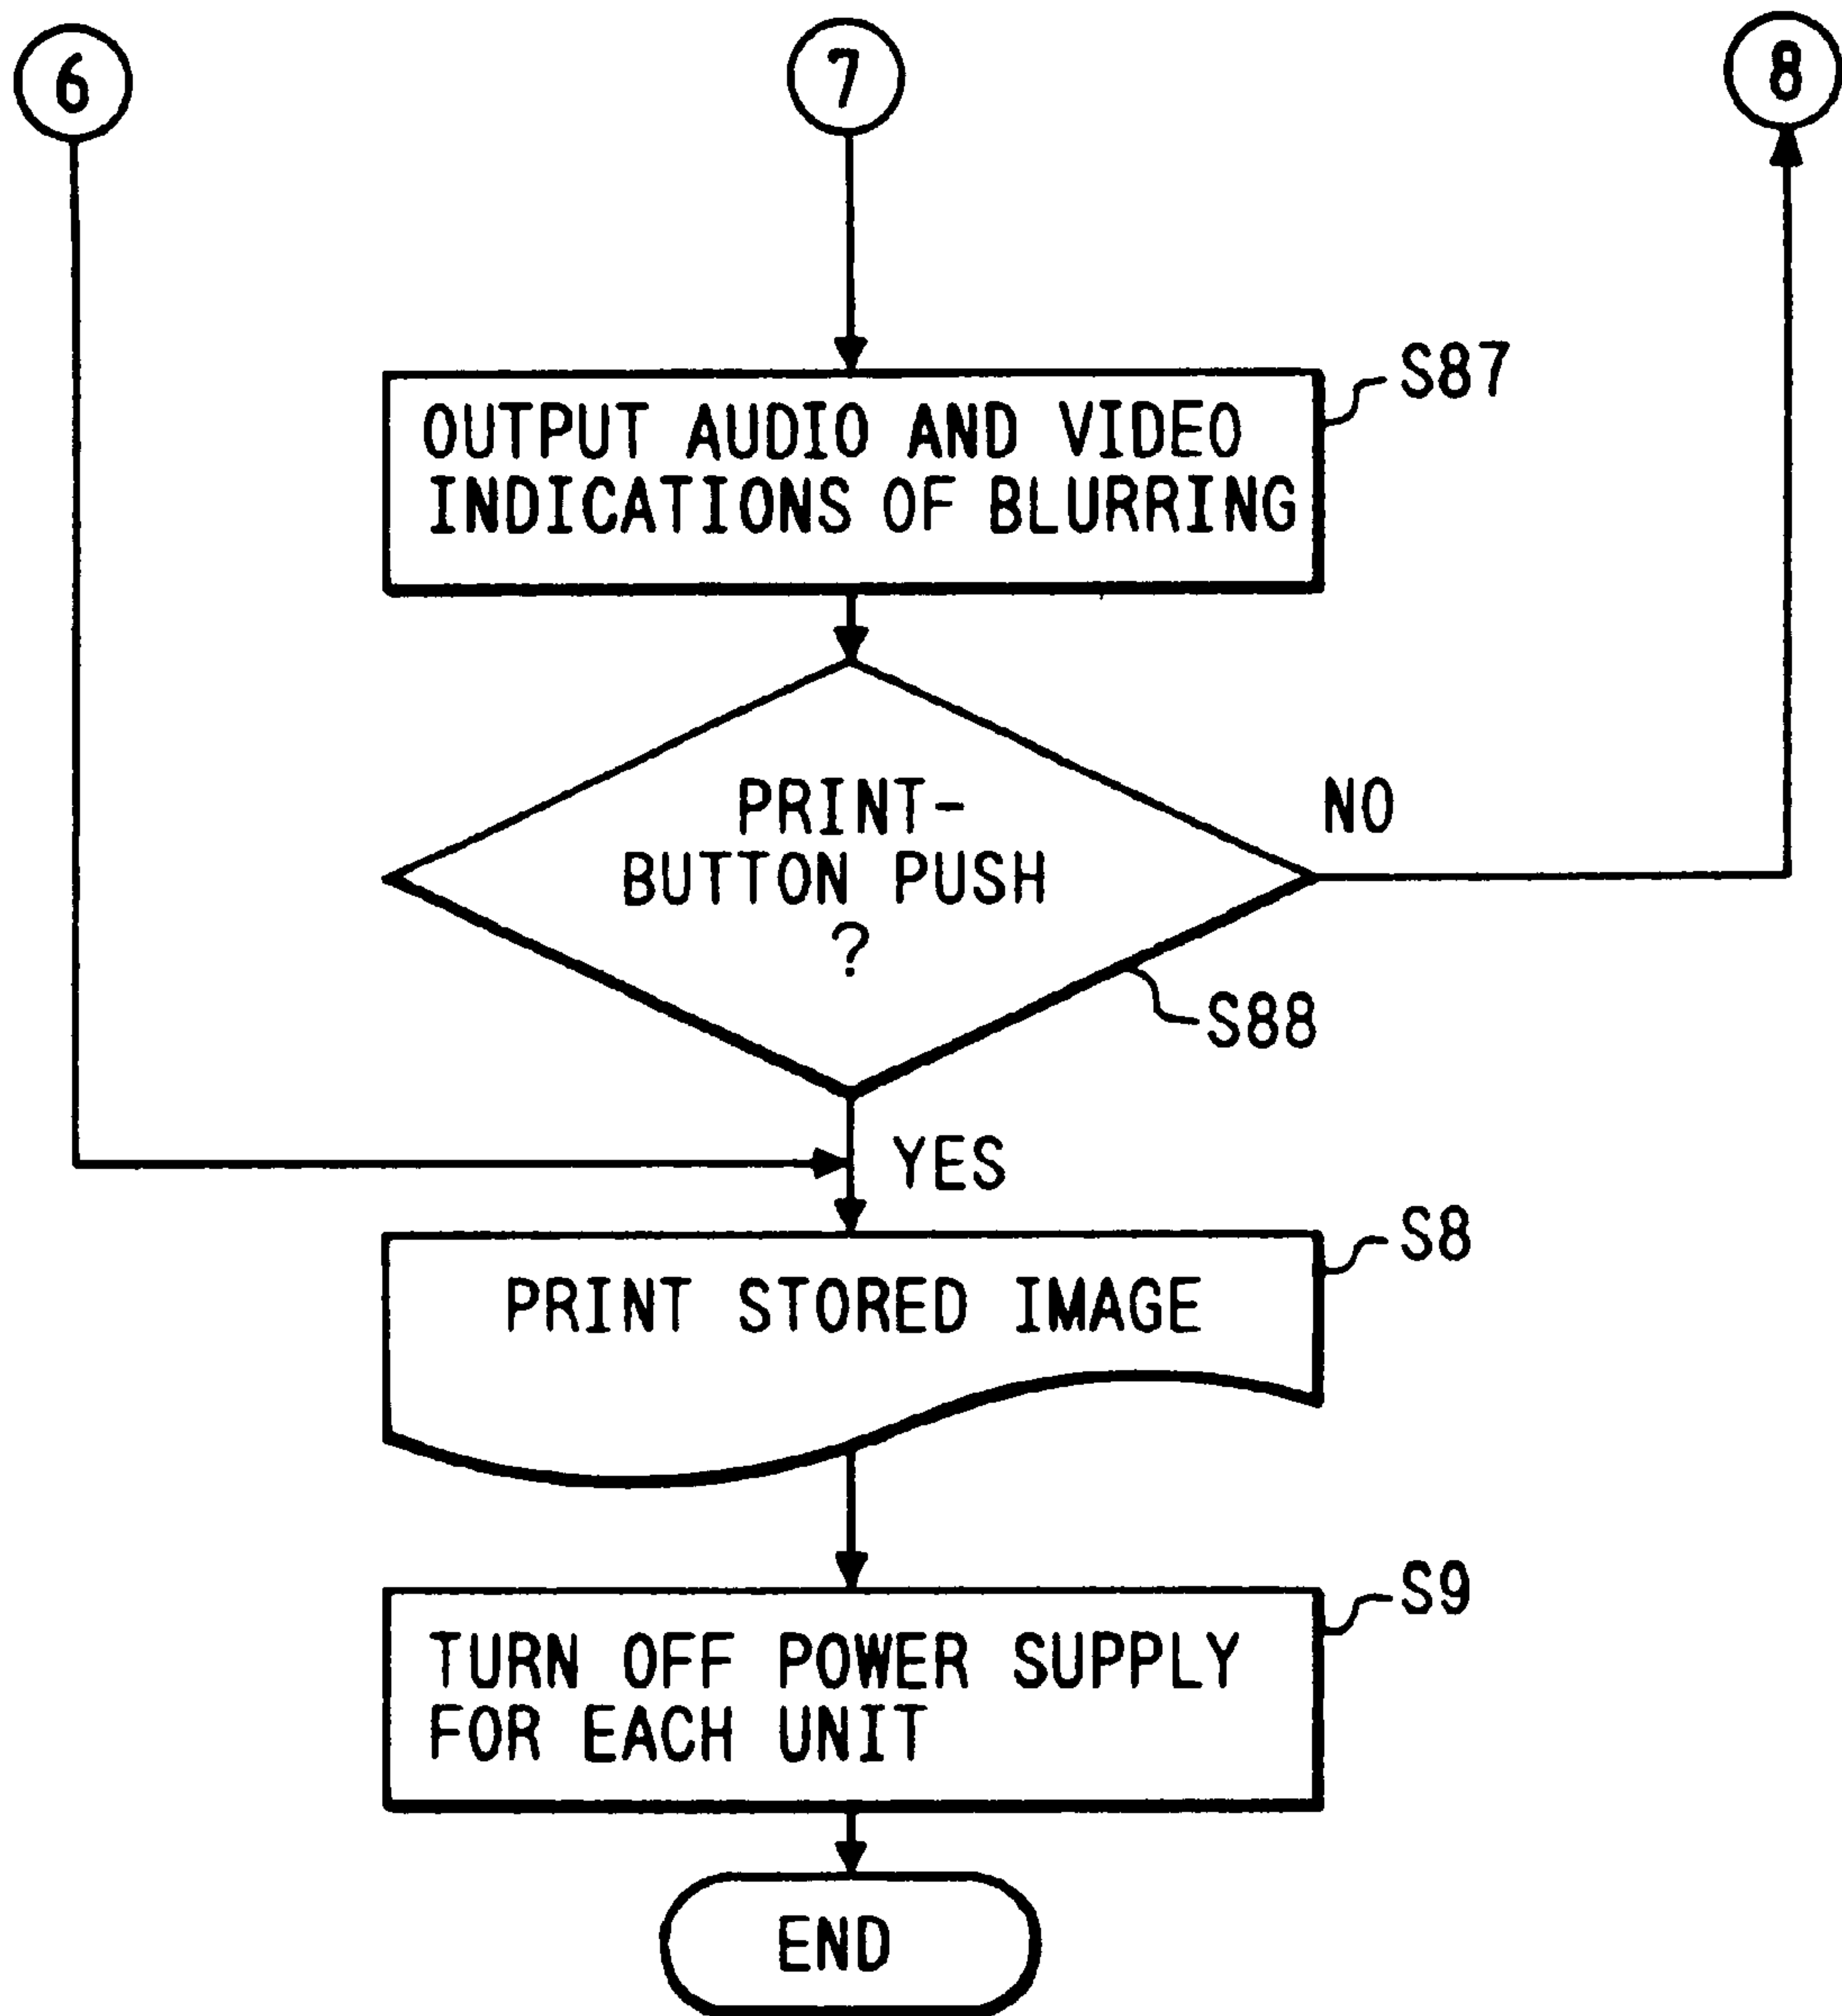 6
7
8
S87
OUTPUT AUDIO AND VIDEO
INDICATIONS OF BLURRING
PRINT-
BUTTON PUSH
?
NO
S88
YES
S8
PRINT STORED IMAGE
S9
TURN OFF POWER SUPPLY
FOR EACH UNIT
END